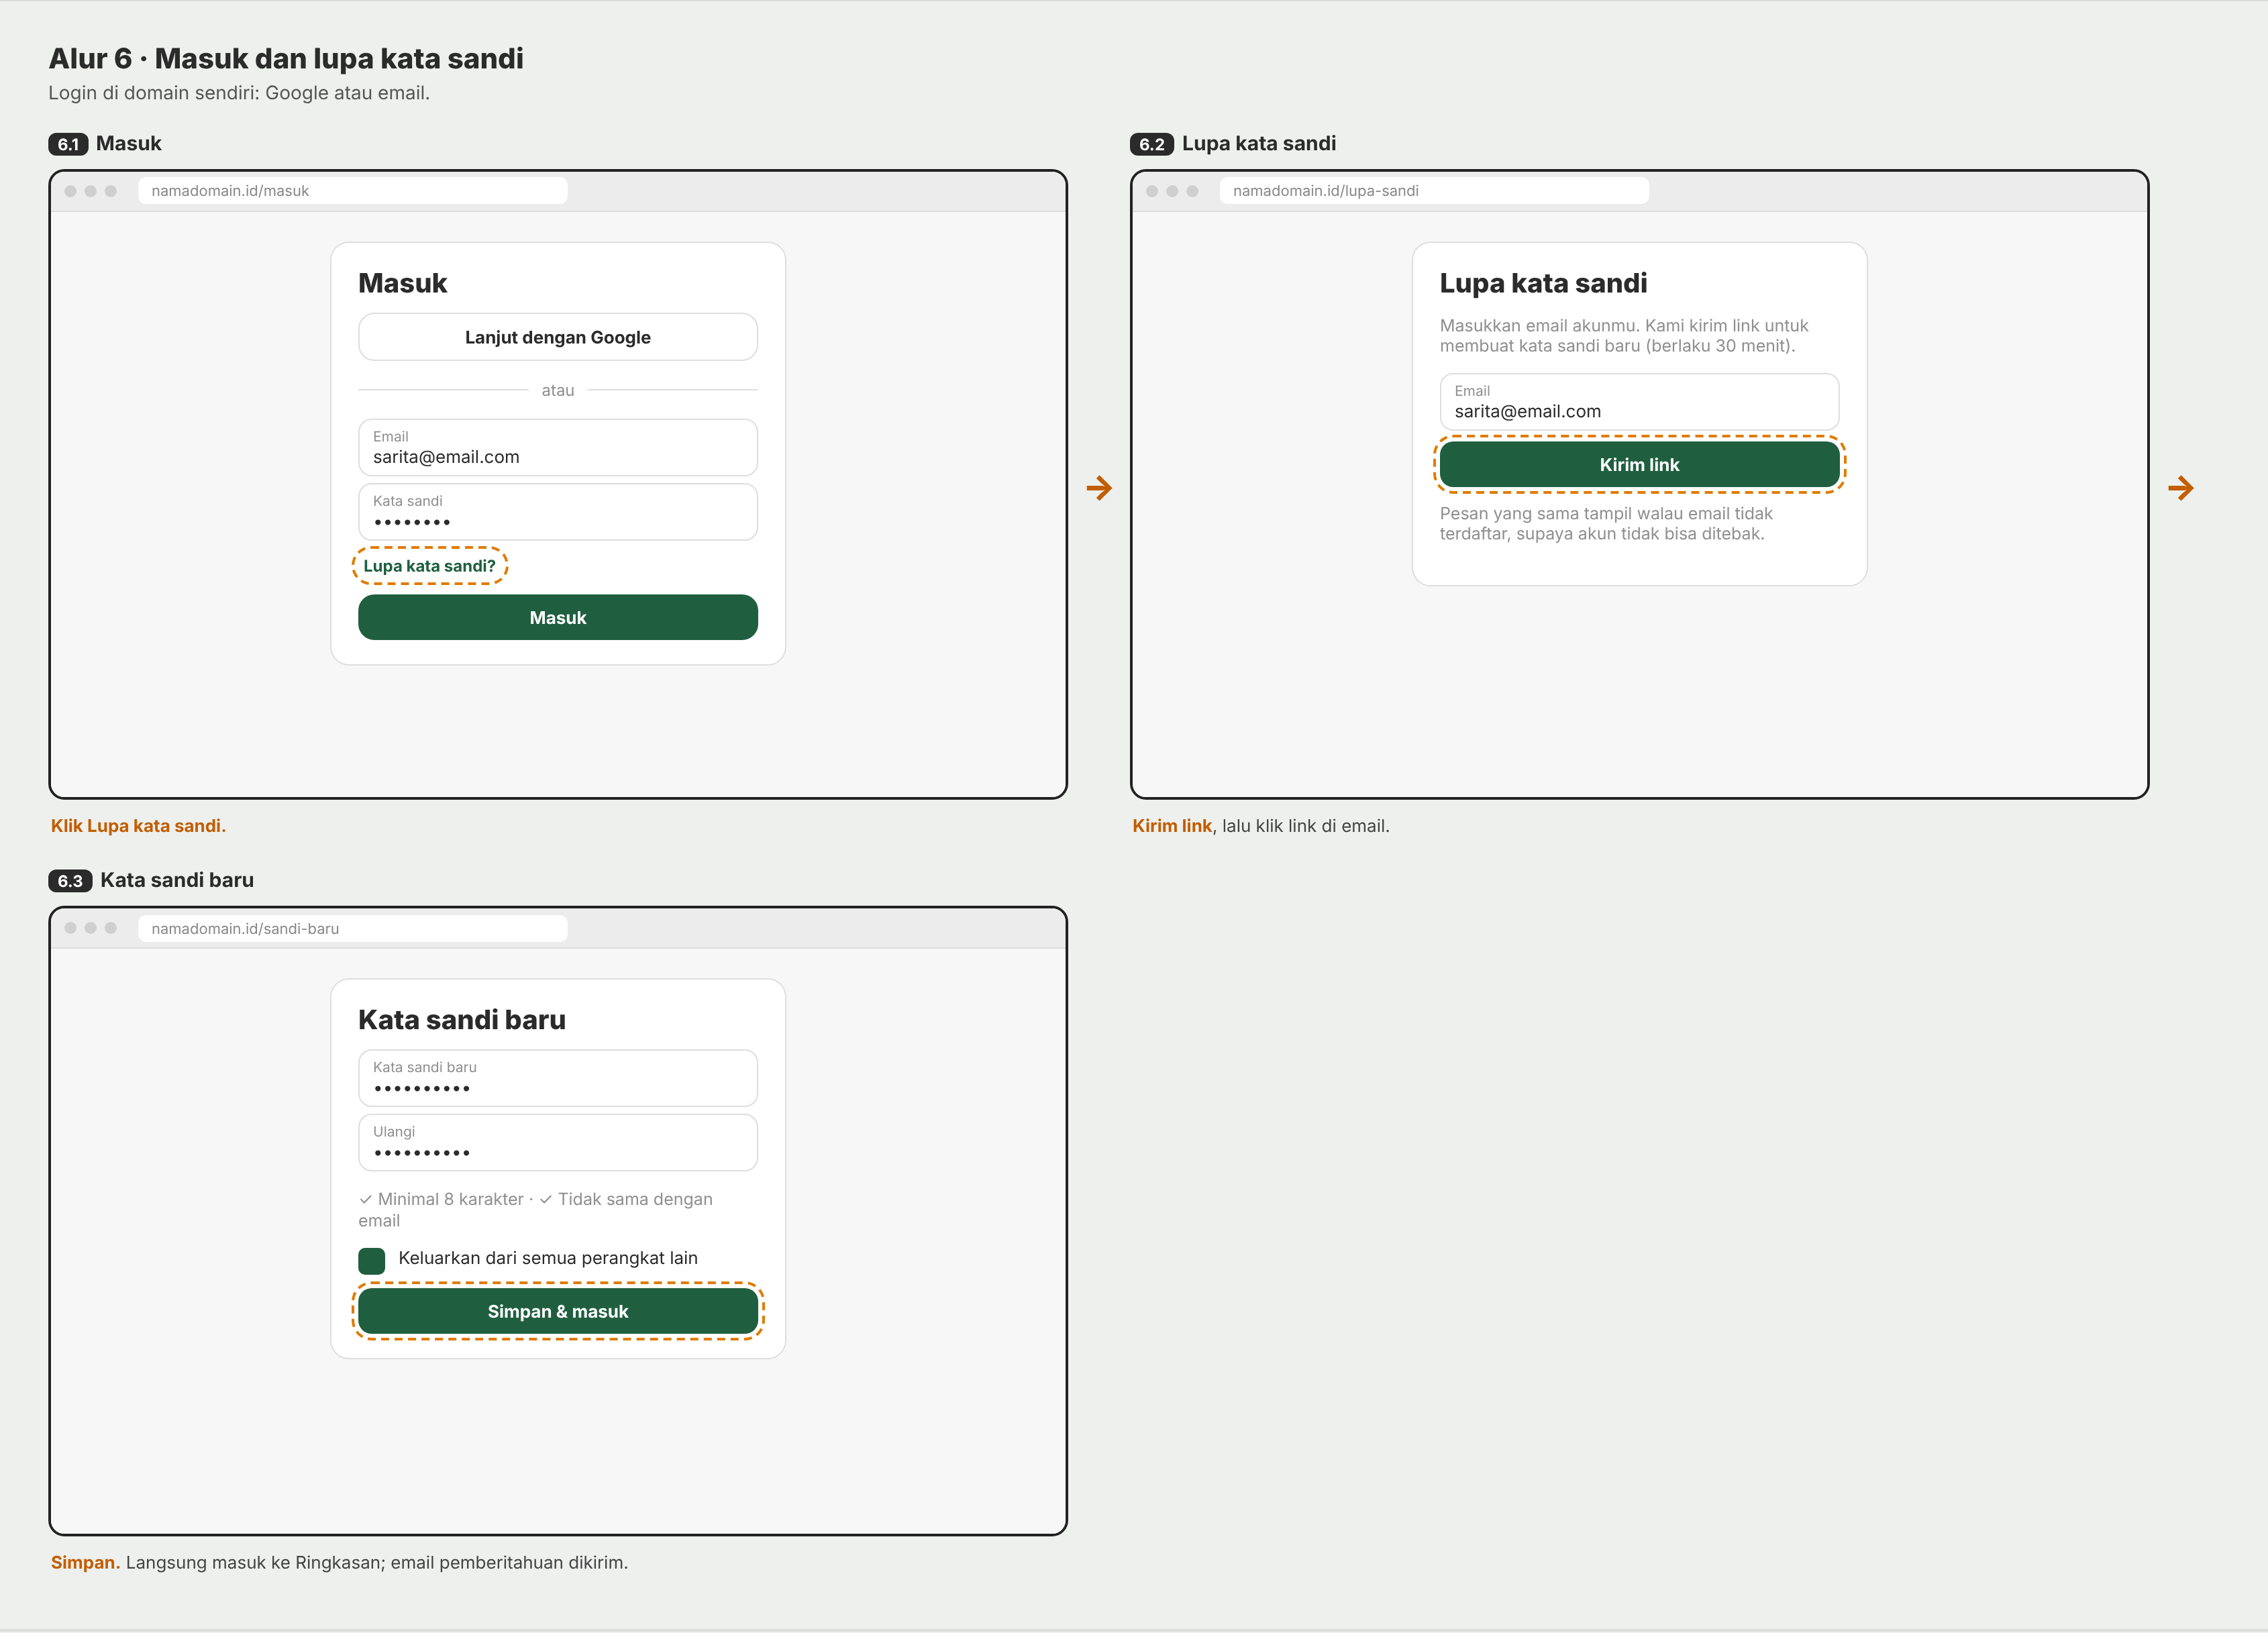 Alur 6 · Masuk dan lupa kata sandi
Login di domain sendiri: Google atau email.
6.1 Masuk
namadomain.id/masuk
Masuk
Lanjut dengan Google
atau
Email
sarita@email.com
Kata sandi
••••••••
Lupa kata sandi?
Masuk
→
Klik Lupa kata sandi.
6.2 Lupa kata sandi
namadomain.id/lupa-sandi
Lupa kata sandi
Masukkan email akunmu. Kami kirim link untuk
membuat kata sandi baru (berlaku 30 menit).
Email
sarita@email.com
Kirim link
Pesan yang sama tampil walau email tidak
terdaftar, supaya akun tidak bisa ditebak.
→
Kirim link, lalu klik link di email.
6.3 Kata sandi baru
namadomain.id/sandi-baru
Kata sandi baru
Kata sandi baru
••••••••••
Ulangi
••••••••••
✓ Minimal 8 karakter · ✓ Tidak sama dengan
email
Keluarkan dari semua perangkat lain
Simpan & masuk
Simpan. Langsung masuk ke Ringkasan; email pemberitahuan dikirim.